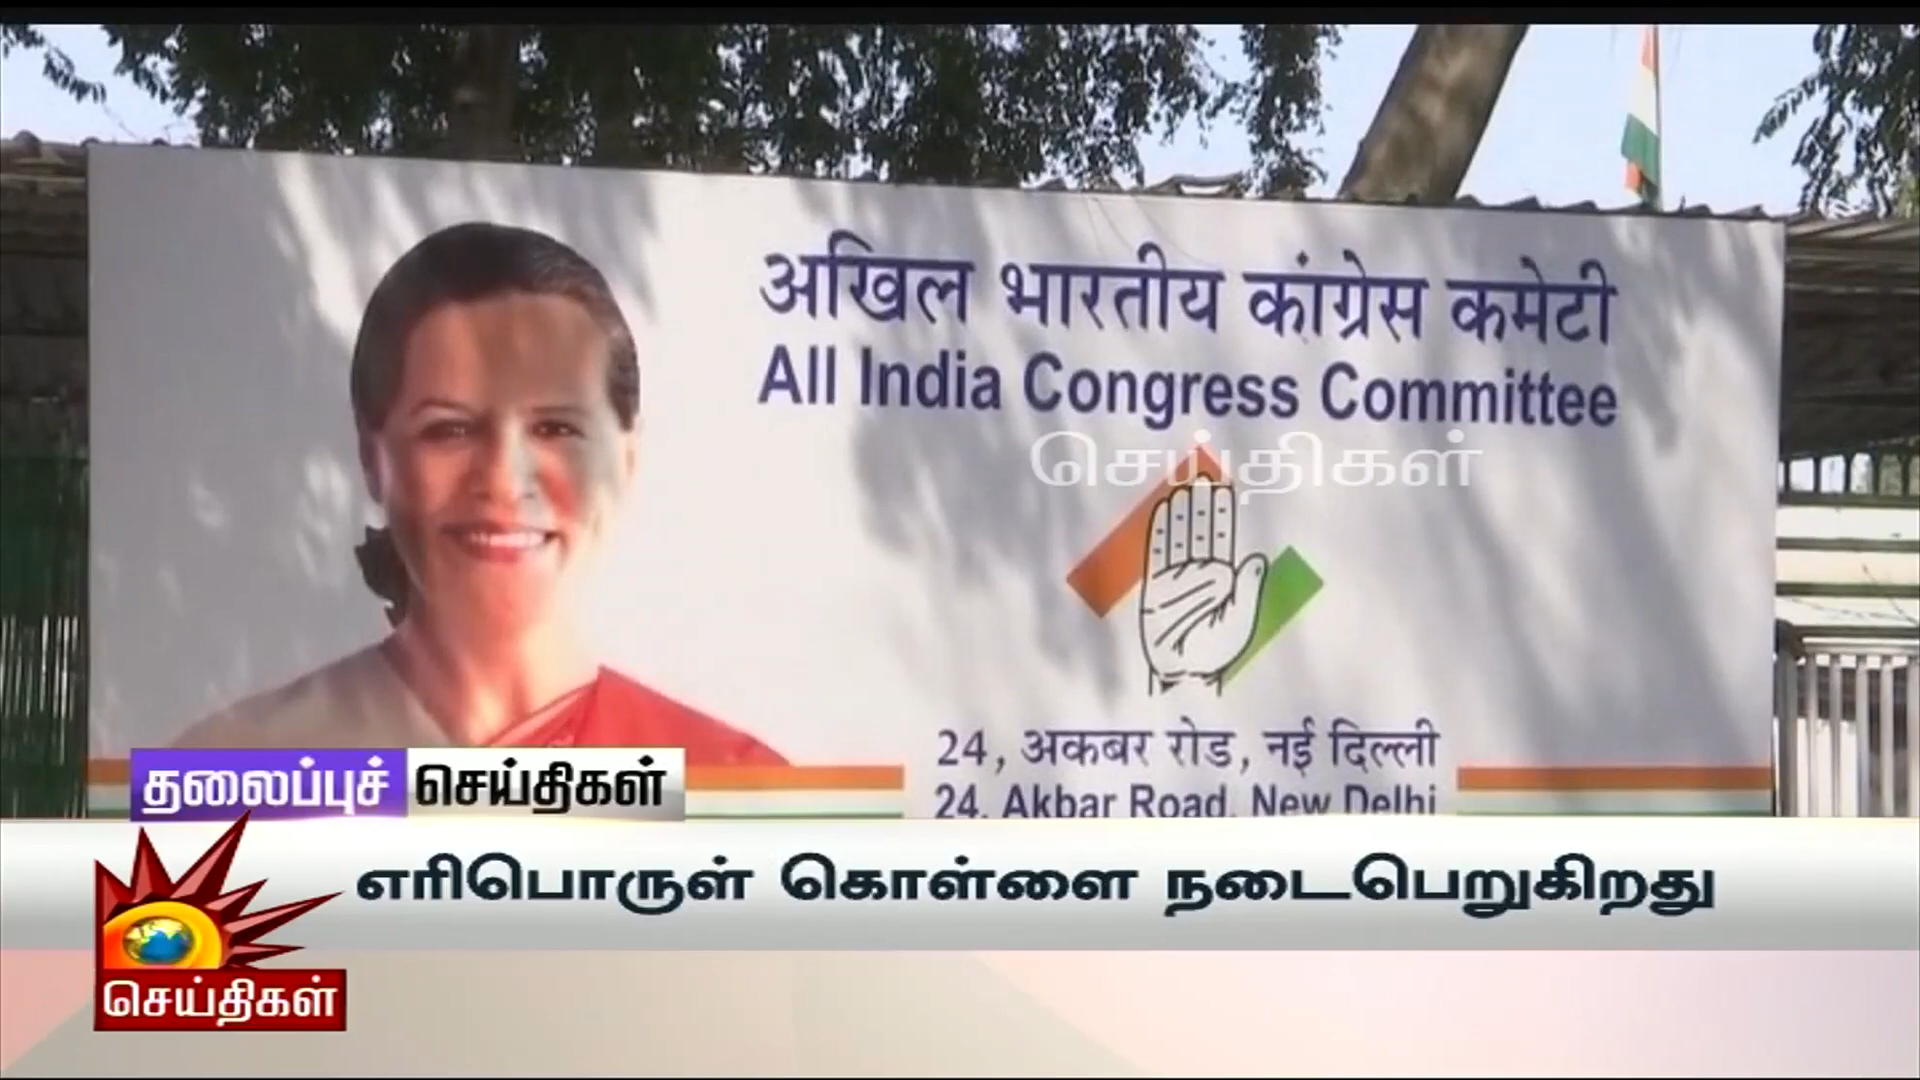 अखिल भारतीय कांग्रेस कमेटी
All India Congress Committee
செய்திகள்
24, अकबर रोड, नई दिल्ली
24, Akbar Road, New Delhi
தலைப்புச் செய்திகள்
எரிபொருள் கொள்ளை நடைபெறுகிறது
செய்திகள்